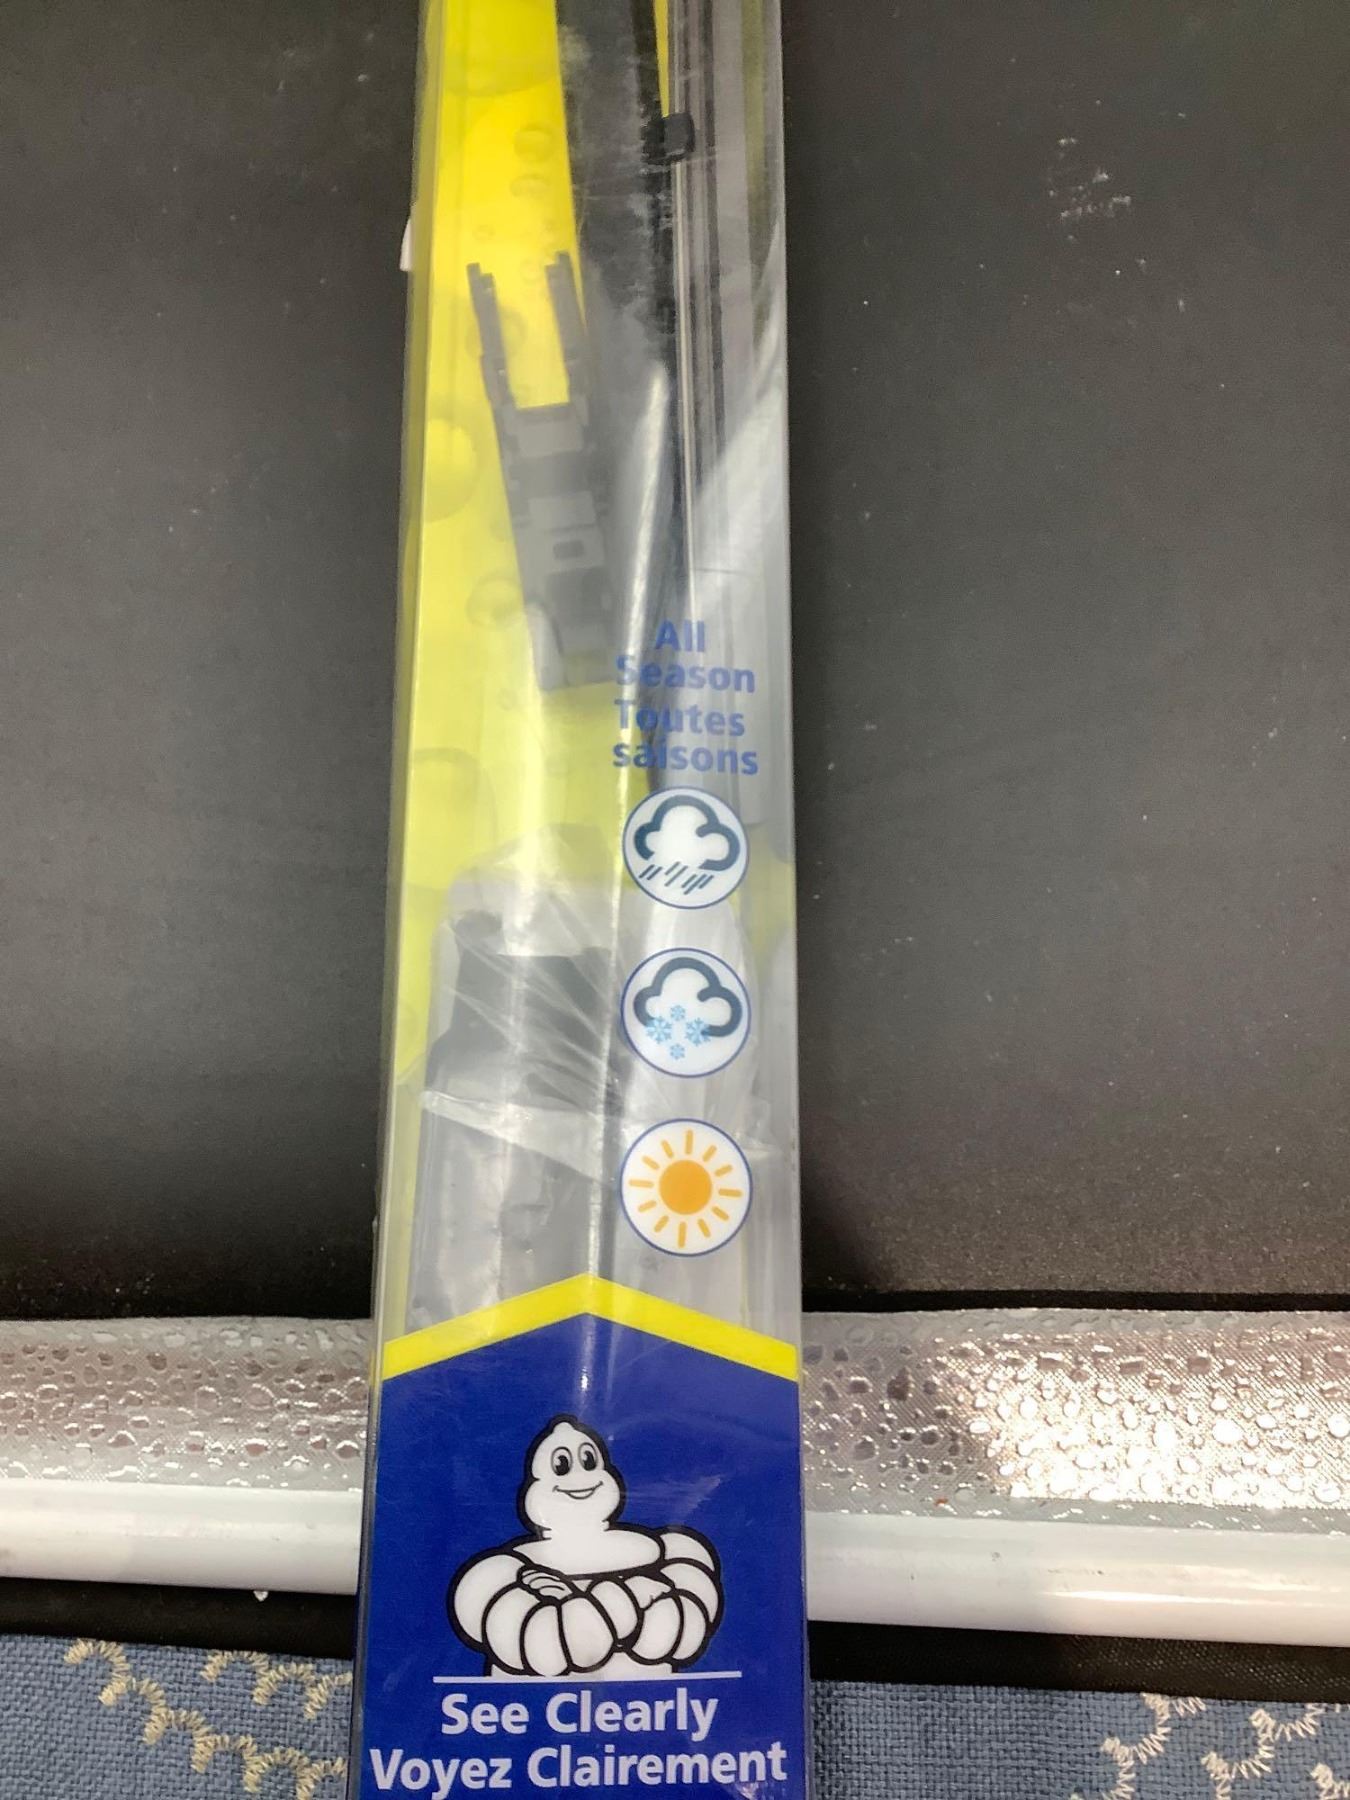 All
Season
Toutes
saisons
See Clearly
Voyez Clairement